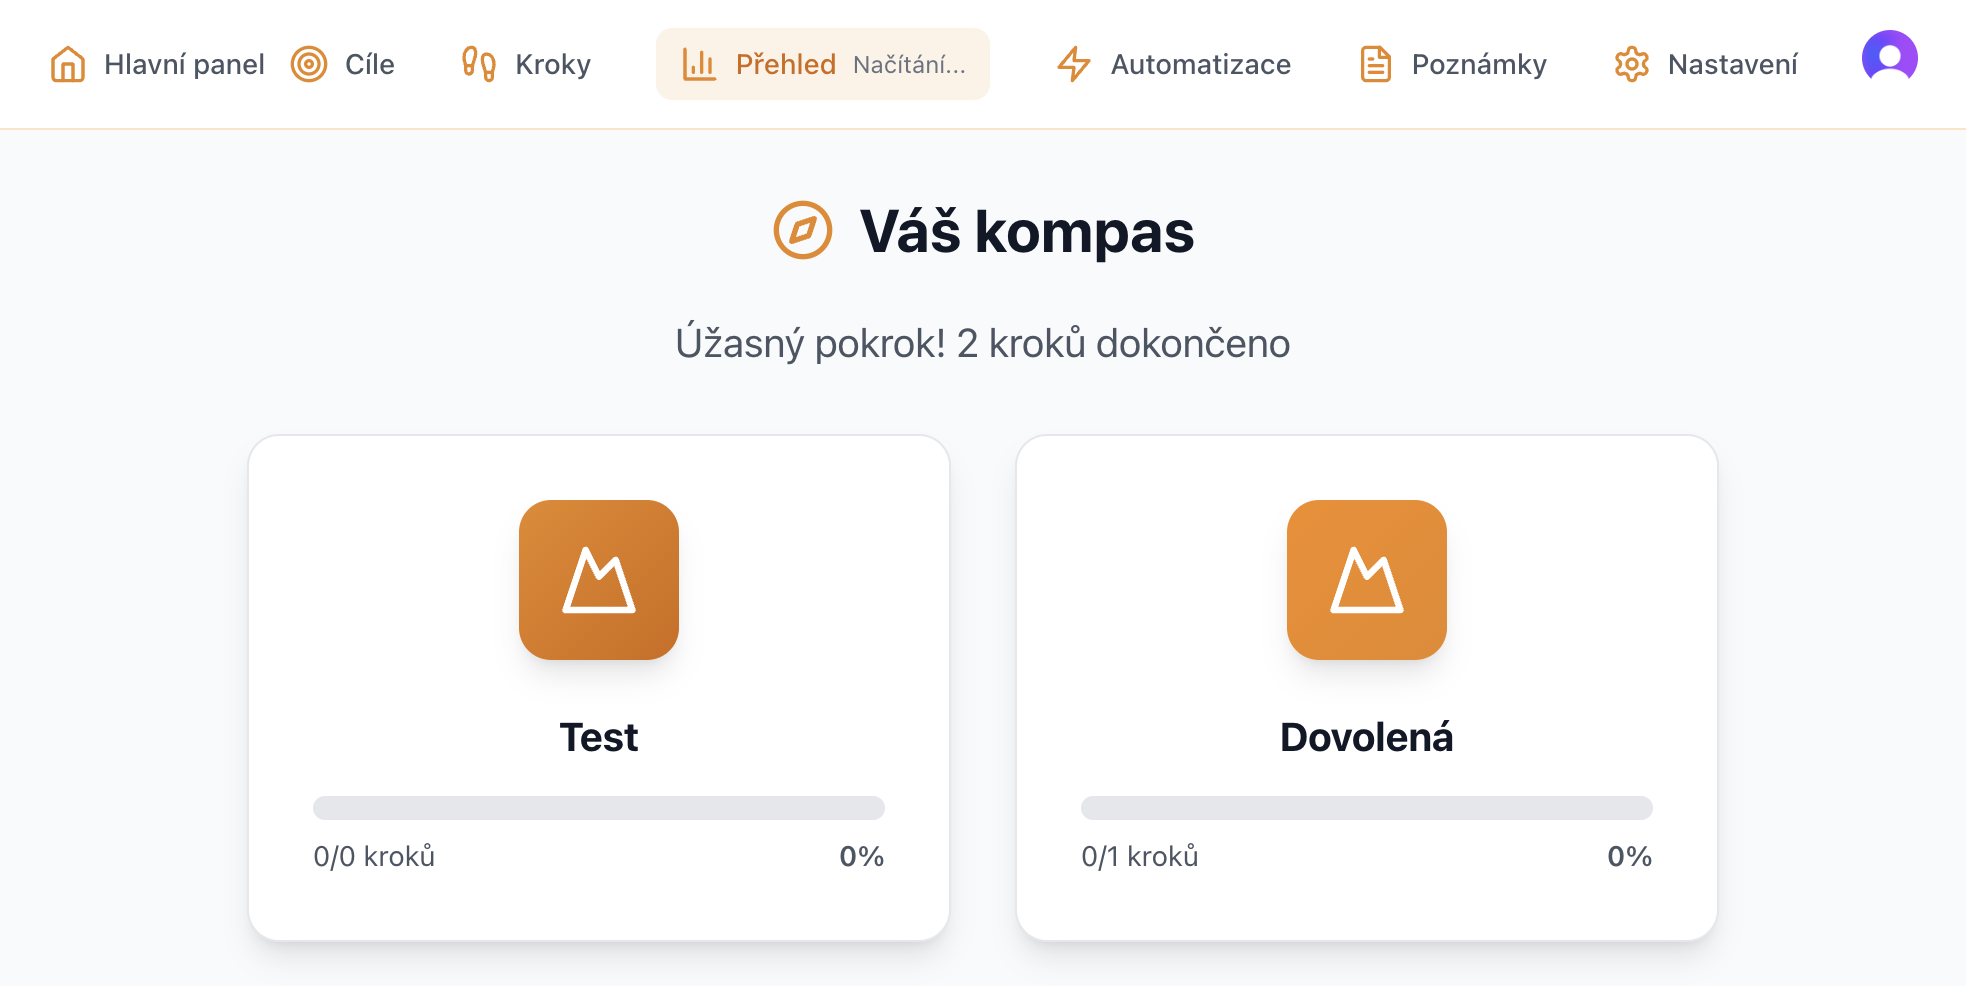 Hlavní panel Cíle Kroky Přehled Načítání... Automatizace Poznámky Nastavení
Váš kompas
Úžasný pokrok! 2 kroků dokončeno
Test
0/0 kroků 0%
Dovolená
0/1 kroků 0%